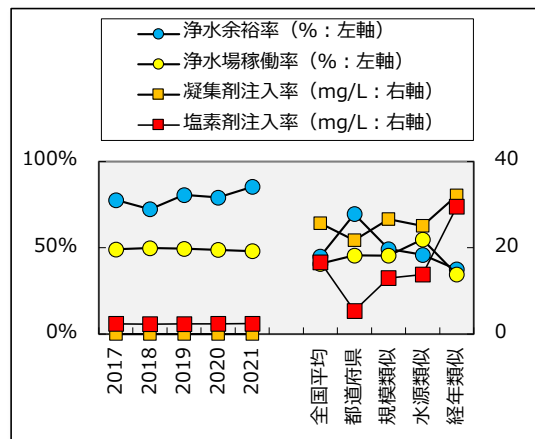 浄水余裕率（%：左軸）
浄水場稼働率（%：左軸）
凝集剤注入率（mg/L：右軸）
塩素剤注入率（mg/L：右軸）
100%
50%
0%
40
20
0
2017
2018
2019
2020
2021
全国平均
都道府県
規模類似
水源類似
経年類似